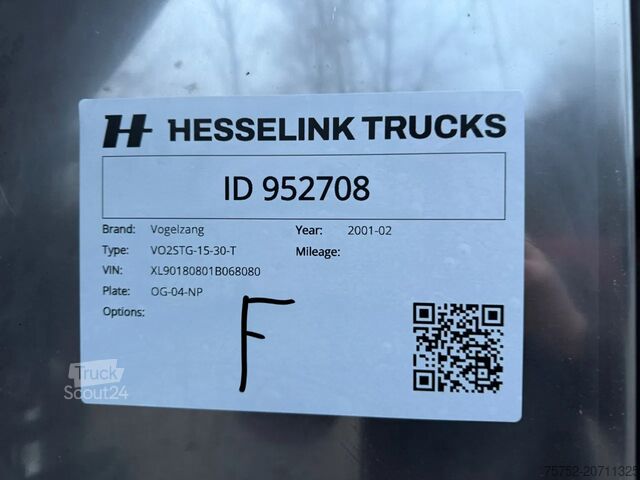 HESSELINK TRUCKS
ID 952708
Brand: Vogelzang Year: 2001-02
Type: VO2STG-15-30-T Mileage:
VIN: XL90180801B068080
Plate: OG-04-NP
Options:
F
Truck
Scout24
75752-20711325